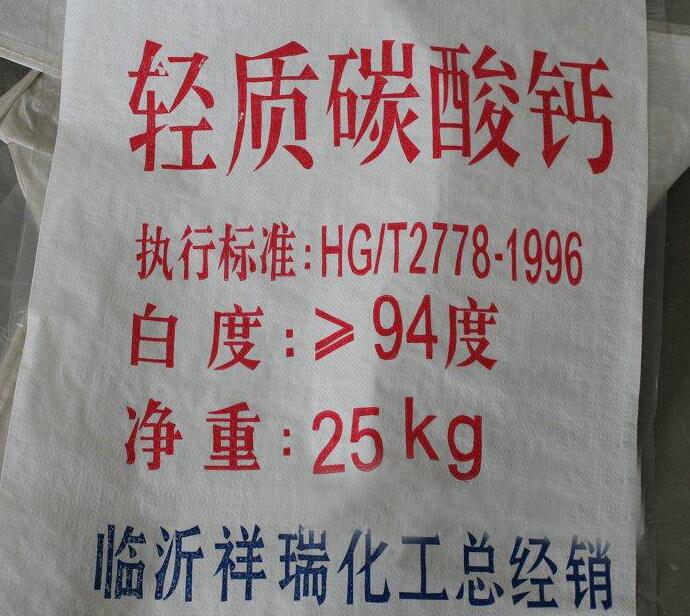 轻质碳酸钙
执行标准:HG/T2778-1996
白度:≥94度
净重:25kg
临沂祥瑞化工总经销